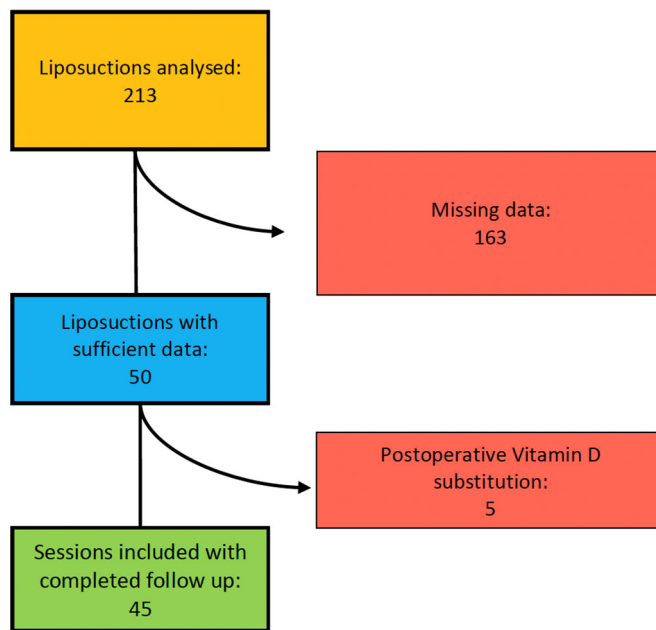 Liposuctions analysed:
213
Missing data:
163
Liposuctions with
sufficient data:
50
Postoperative Vitamin D
substitution:
5
Sessions included with
completed follow up:
45